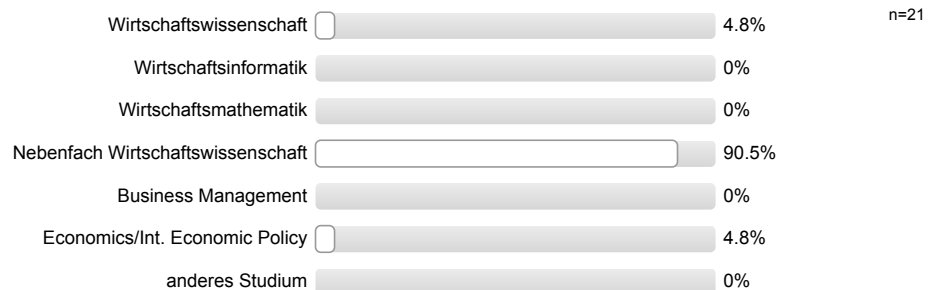 Wirtschaftswissenschaft 4.8% n=21
Wirtschaftsinformatik 0%
Wirtschaftsmathematik 0%
Nebenfach Wirtschaftswissenschaft 90.5%
Business Management 0%
Economics/Int. Economic Policy 4.8%
anderes Studium 0%